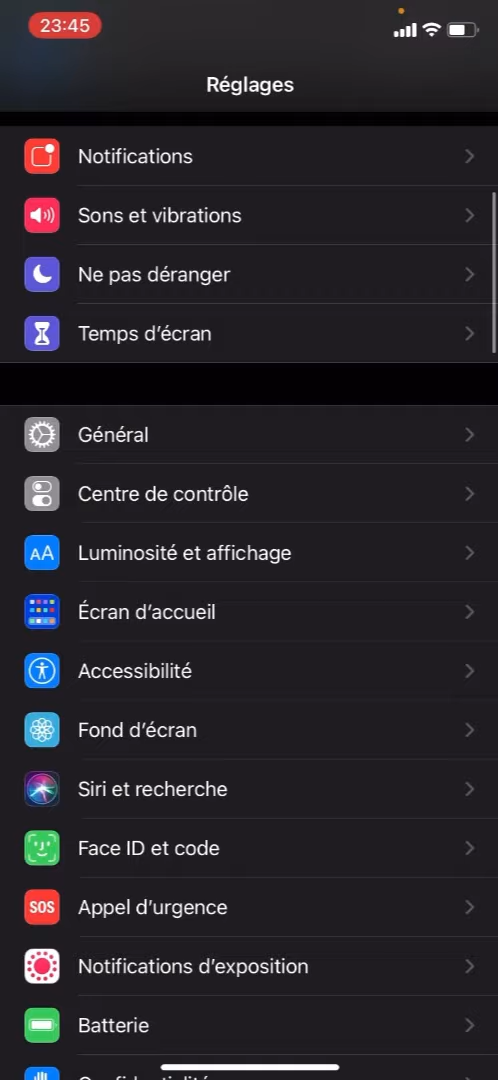 23:45
Réglages
Notifications
Sons et vibrations
Ne pas déranger
Temps d’écran
Général
Centre de contrôle
AA Luminosité et affichage
Écran d’accueil
Accessibilité
Fond d’écran
Siri et recherche
Face ID et code
SOS Appel d’urgence
Notifications d’exposition
Batterie